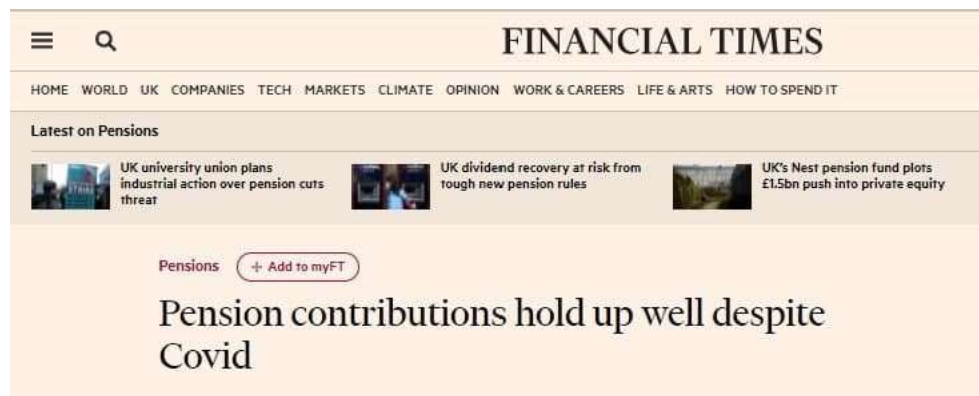 FINANCIAL TIMES
HOME WORLD UK COMPANIES TECH MARKETS CLIMATE OPINION WORK & CAREERS LIFE & ARTS HOW TO SPEND IT
Latest on Pensions
UK university union plans
industrial action over pension cuts
threat
UK dividend recovery at risk from
tough new pension rules
UK's Nest pension fund plots
£1.5bn push into private equity
Pensions + Add to myFT
Pension contributions hold up well despite
Covid